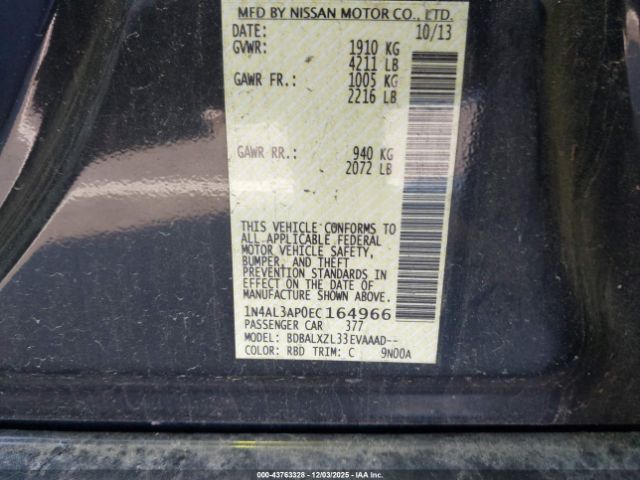 MFD BY NISSAN MOTOR CO., LTD.
DATE: 10/13
GVWR: 1910 KG
4211 LB
GAWR FR.: 1005 KG
2216 LB
GAWR RR.: 940 KG
2072 LB
THIS VEHICLE CONFORMS TO
ALL APPLICABLE FEDERAL
MOTOR VEHICLE SAFETY,
BUMPER, AND THEFT
PREVENTION STANDARDS IN
EFFECT ON THE DATE OF
MANUFACTURE SHOWN ABOVE.
1N4AL3AP0EC164966
PASSENGER CAR 377
MODEL: BDBALXZL33EVAAAD--
COLOR: RBD TRIM: C 9N00A
000-43763328 - 12/03/2025 - IAA Inc.